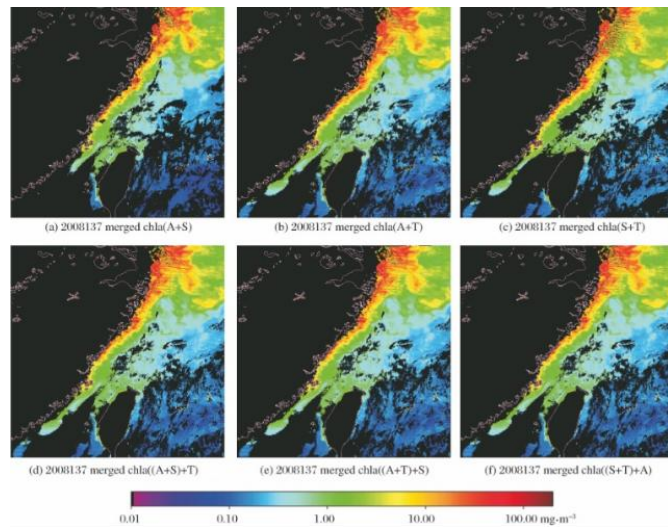 (a) 2008137 merged chla(A+S)
(b) 2008137 merged chla(A+T)
(c) 2008137 merged chla(S+T)
(d) 2008137 merged chla((A+S)+T)
(e) 2008137 merged chla((A+T)+S)
(f) 2008137 merged chla((S+T)+A)
0.01 0.10 1.00 10.00 100.00 mg-m⁻³